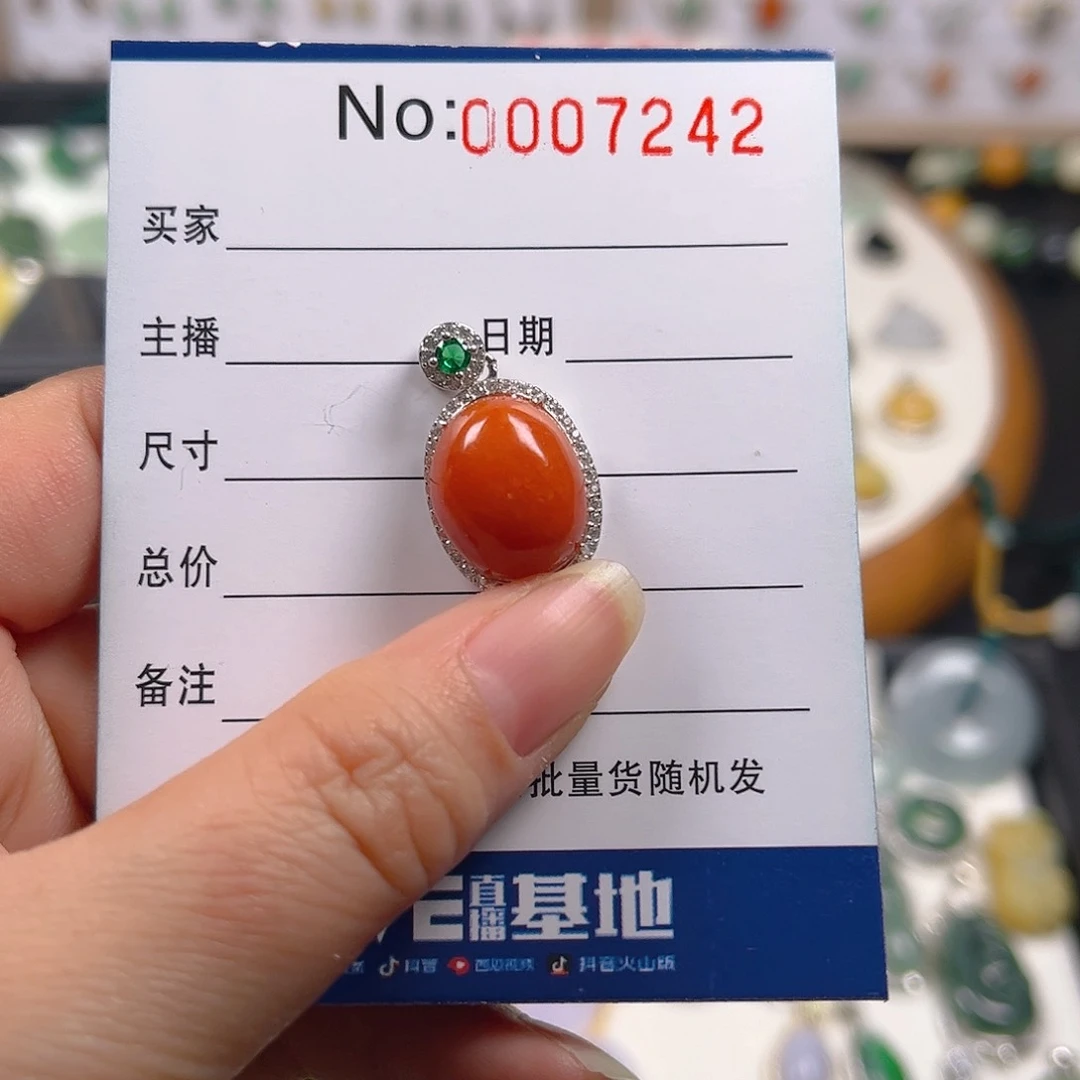 No:0007242
买家
主播 日期
尺寸
总价
备注
批量货随机发
E直播基地
抖音 西瓜视频 抖音火山版